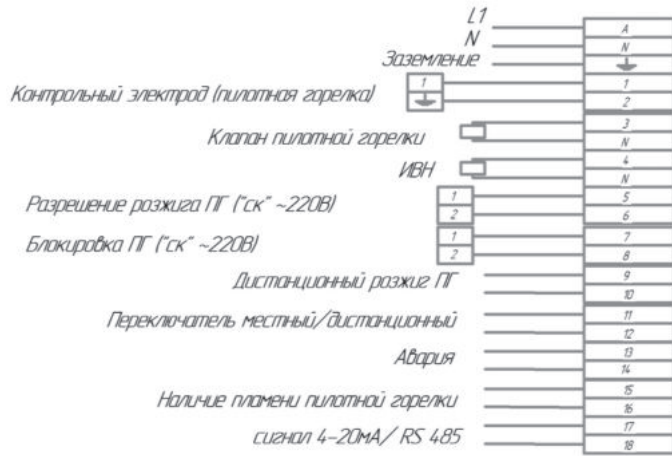 L1 A
N N
Заземление
Контрольный электрод (пилотная горелка) 1 1
2
Клапан пилотной горелки 3
N
ИВН 4
N
Разрешение розжига ПГ ("ск" ~220В) 1 5
2 6
Блокировка ПГ ("ск" ~220В) 1 7
2 8
Дистанционный розжиг ПГ 9
10
Переключатель местный/дистанционный 11
12
Авария 13
14
Наличие пламени пилотной горелки 15
16
сигнал 4-20мА/ RS 485 17
18